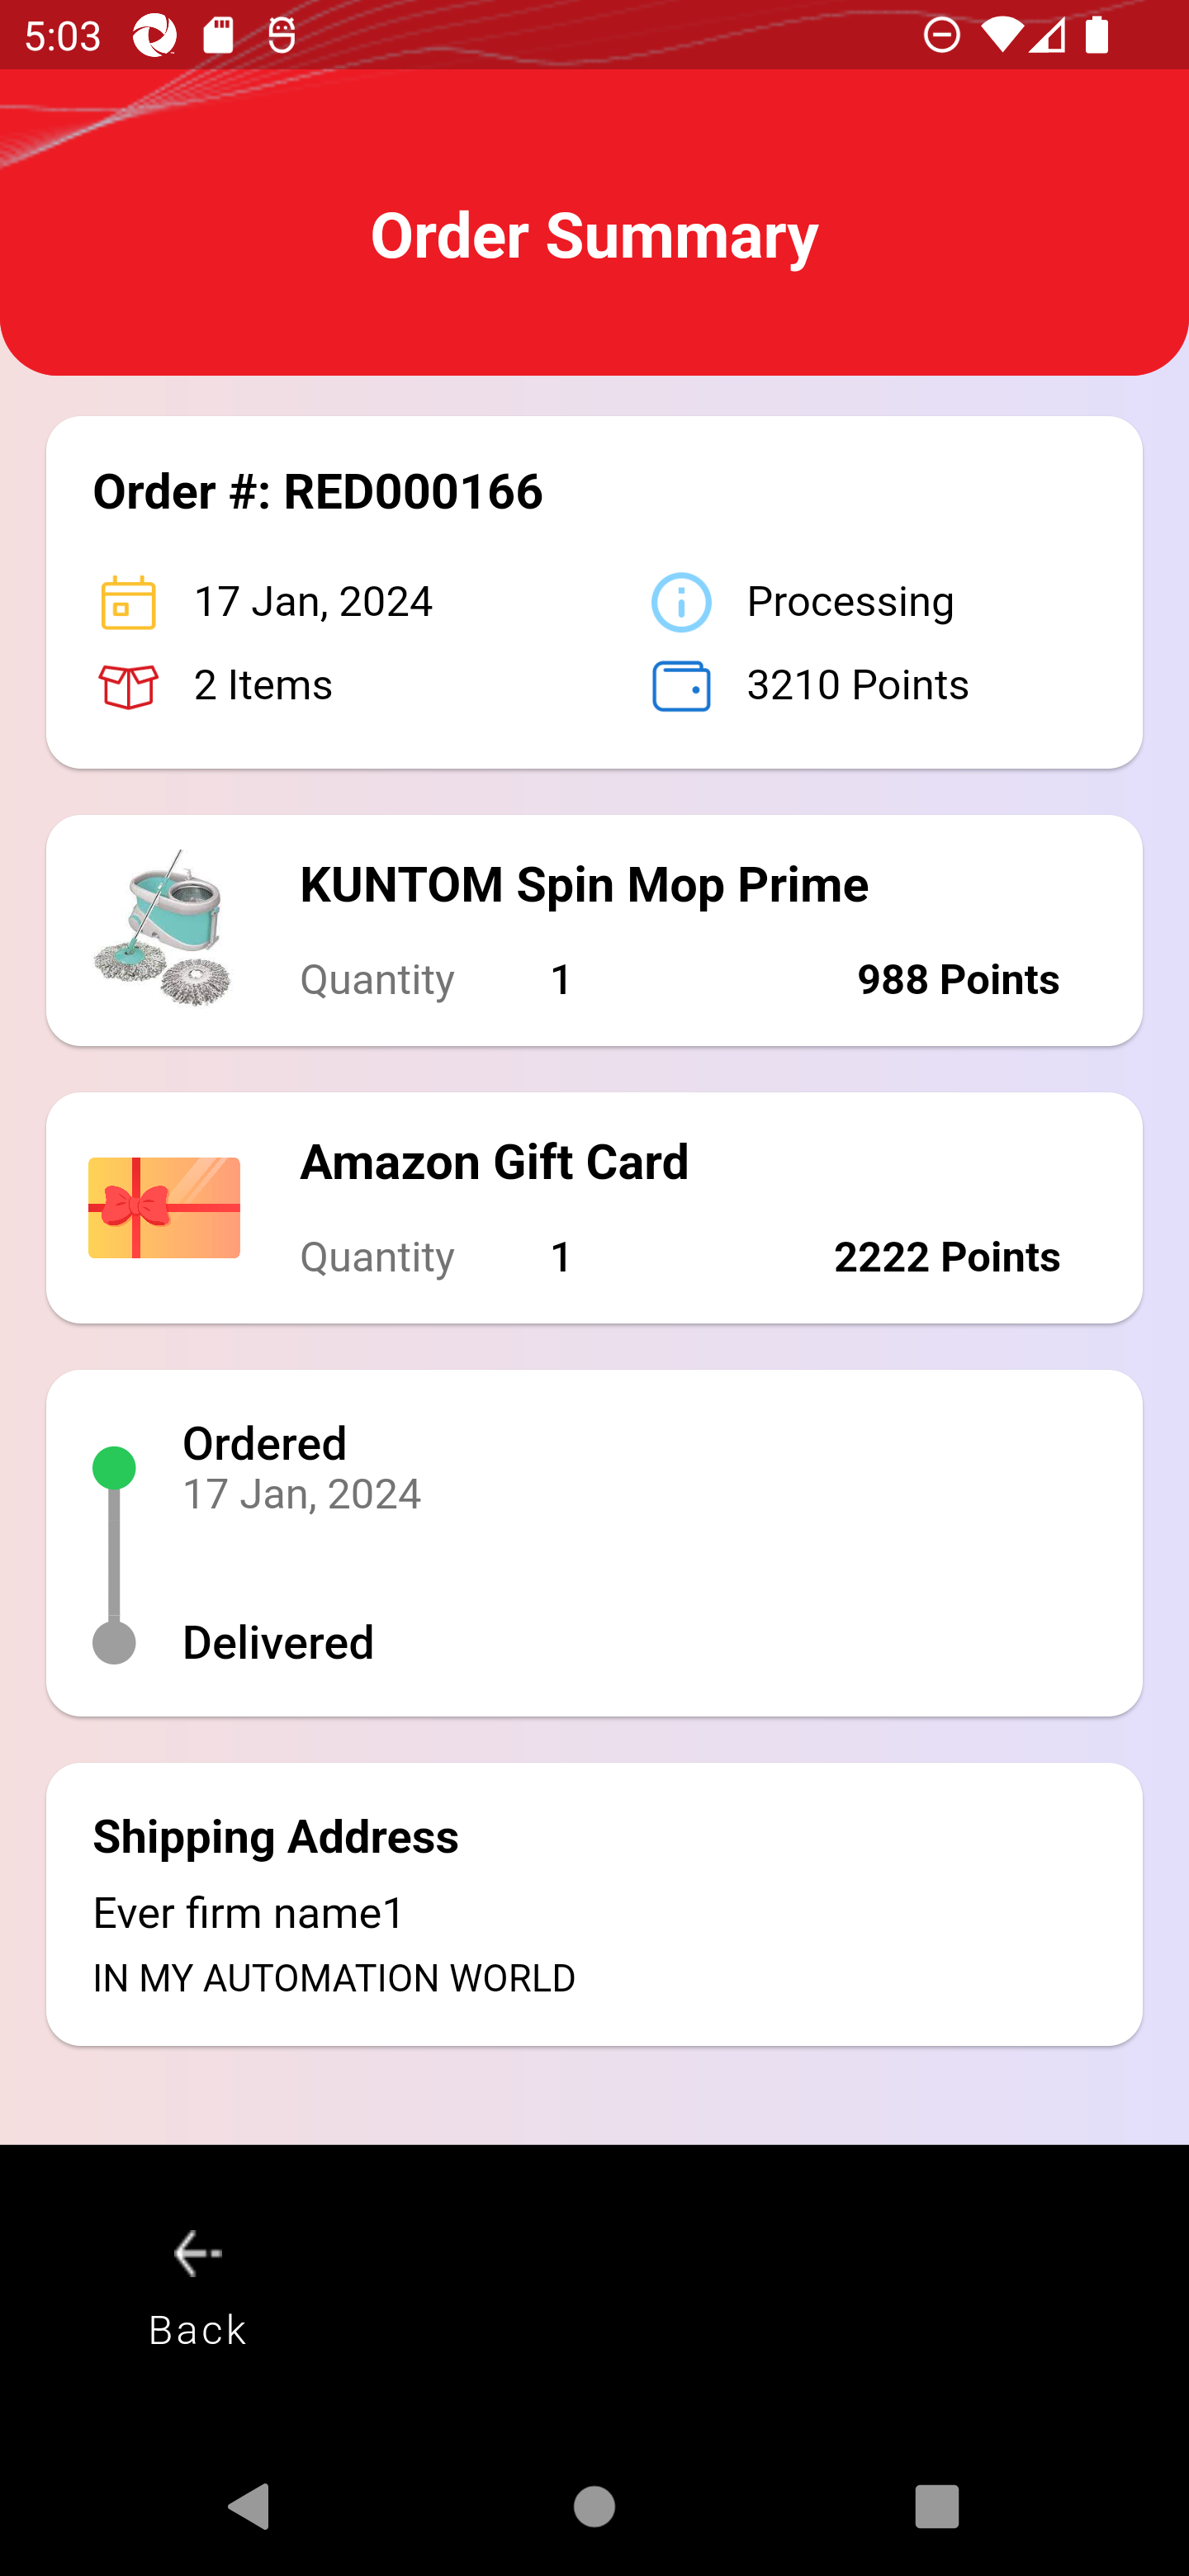 5:03
Order Summary
Order #: RED000166
17 Jan, 2024
Processing
2 Items
3210 Points
KUNTOM Spin Mop Prime
Quantity 1 988 Points
Amazon Gift Card
Quantity 1 2222 Points
Ordered
17 Jan, 2024
Delivered
Shipping Address
Ever firm name1
IN MY AUTOMATION WORLD
Back